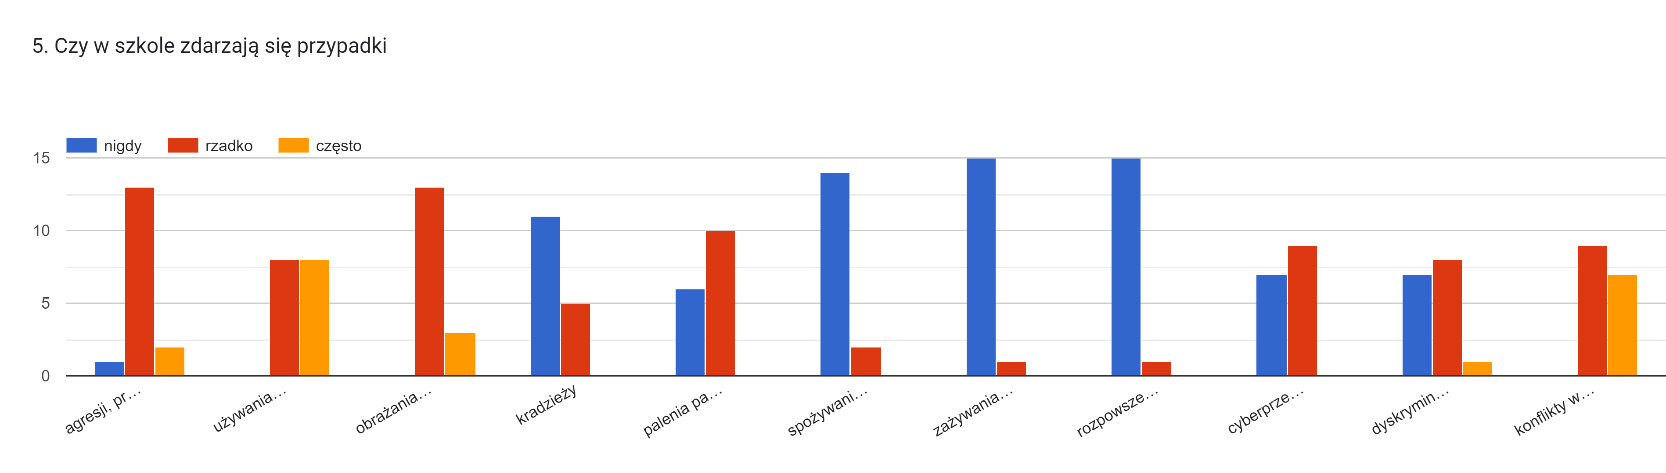 5. Czy w szkole zdarzają się przypadki
nigdy rzadko często
15
10
5
0
agresji, pr…
używania…
obrażania…
kradzieży
palenia pa…
spożywani…
zażywania…
rozpowsze…
cyberprze…
dyskrymin…
konflikty w…